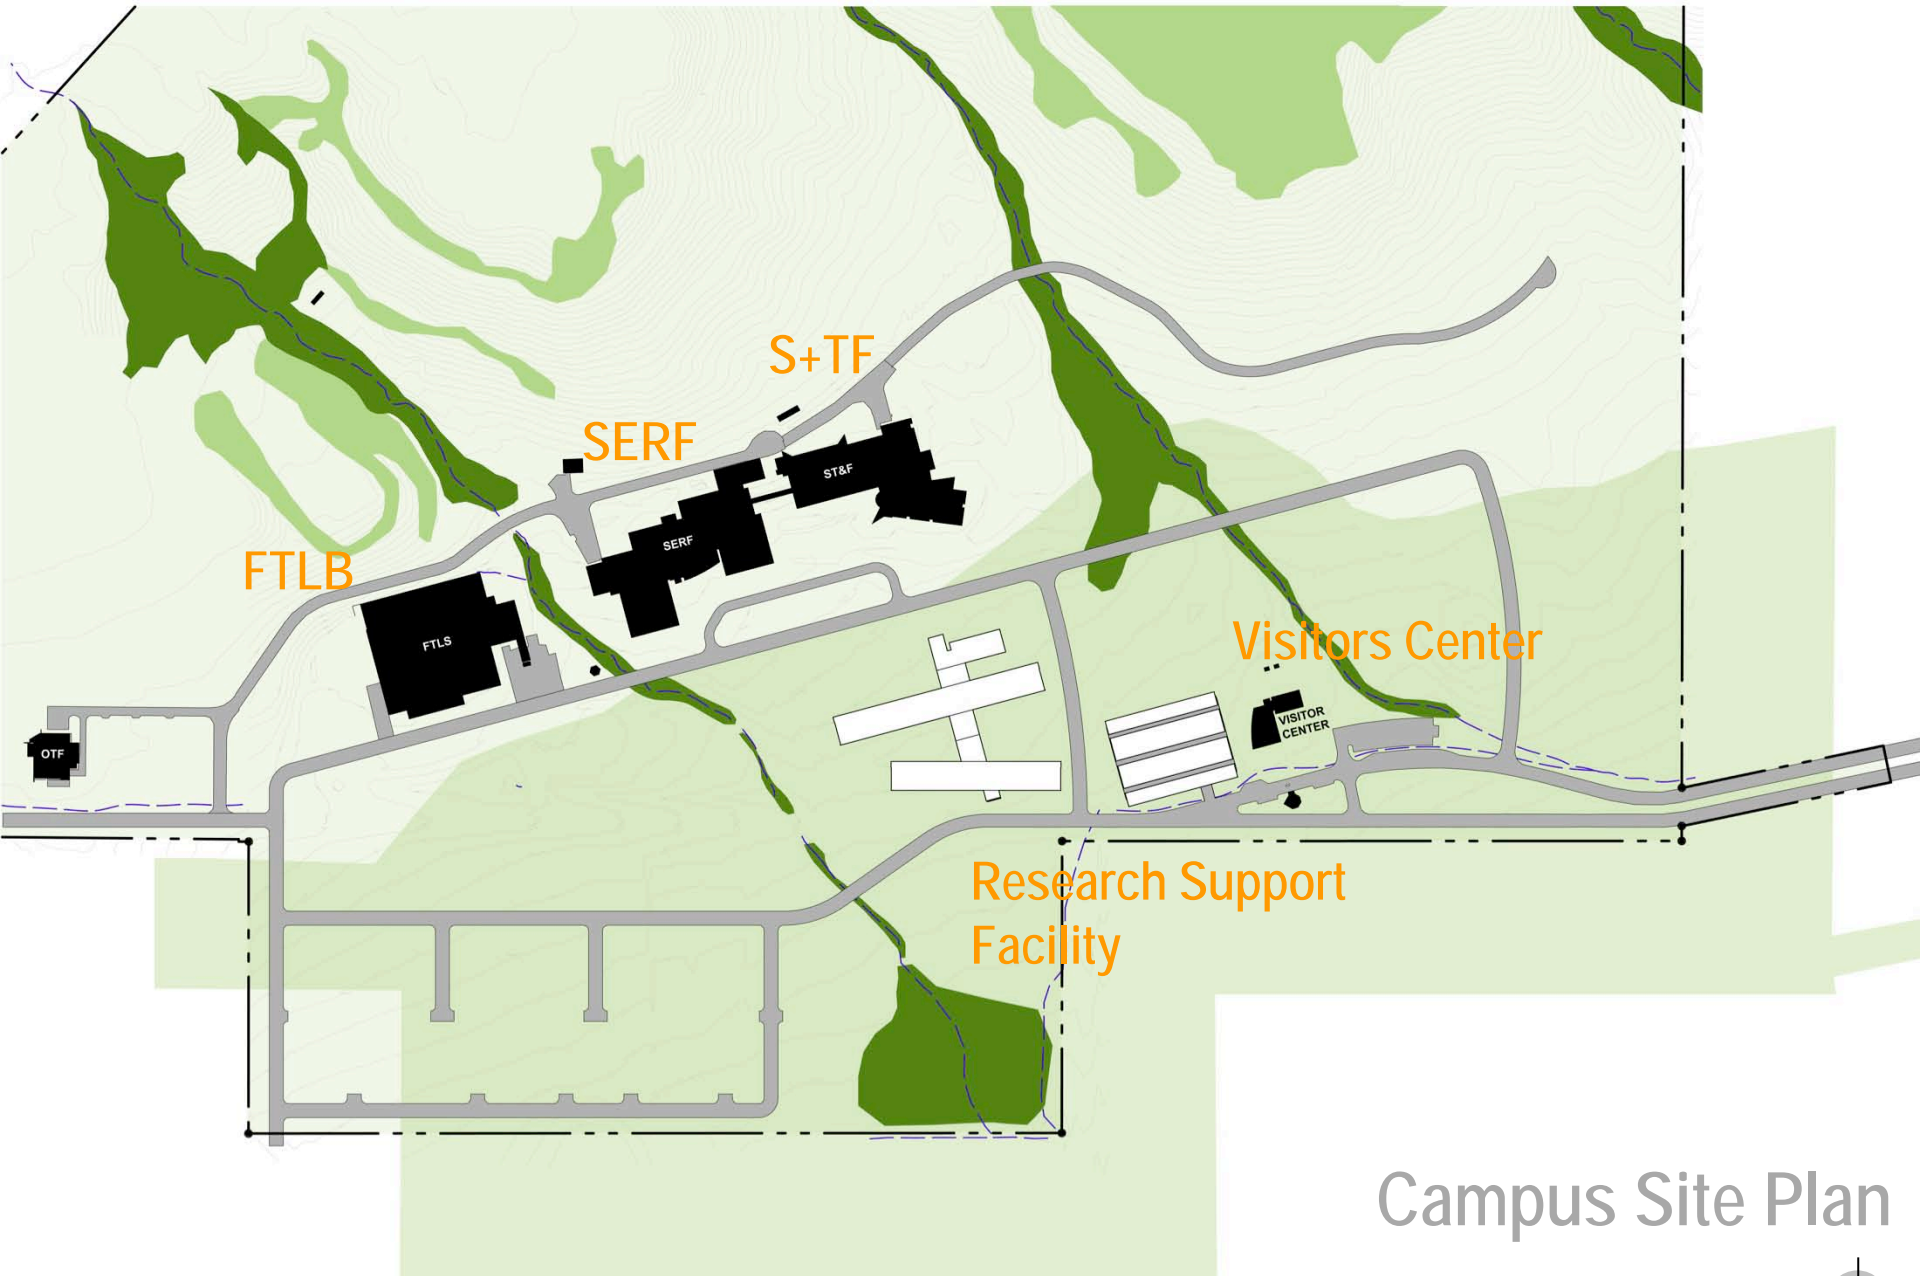 S+TF
SERF
ST&F
SERF
FTLB
FTLS
Visitors Center
VISITOR
CENTER
OTF
Research Support
Facility
Campus Site Plan